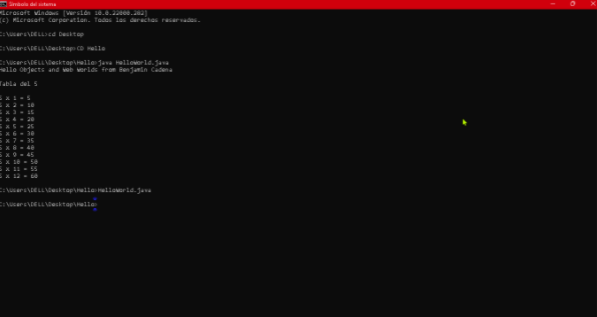 Símbolo del sistema
Microsoft Windows [Versión 10.0.22000.282]
(c) Microsoft Corporation. Todos los derechos reservados.
C:\Users\DELL>cd Desktop
C:\Users\DELL\Desktop>CD Hello
C:\Users\DELL\Desktop\Hello>java HelloWorld.java
Hello Objects and Web Worlds from Benjamin Cadena
Tabla del 5
5 x 1 = 5
5 x 2 = 10
5 x 3 = 15
5 x 4 = 20
5 x 5 = 25
5 x 6 = 30
5 x 7 = 35
5 x 8 = 40
5 x 9 = 45
5 x 10 = 50
5 x 11 = 55
5 x 12 = 60
C:\Users\DELL\Desktop\Hello>HelloWorld.java
C:\Users\DELL\Desktop\Hello>